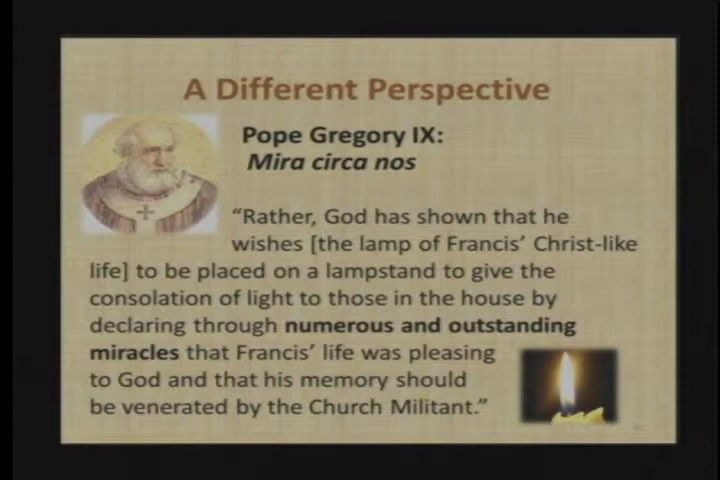 A Different Perspective
Pope Gregory IX:
Mira circa nos
“Rather, God has shown that he
wishes [the lamp of Francis’ Christ-like
life] to be placed on a lampstand to give the
consolation of light to those in the house by
declaring through numerous and outstanding
miracles that Francis’ life was pleasing
to God and that his memory should
be venerated by the Church Militant.”